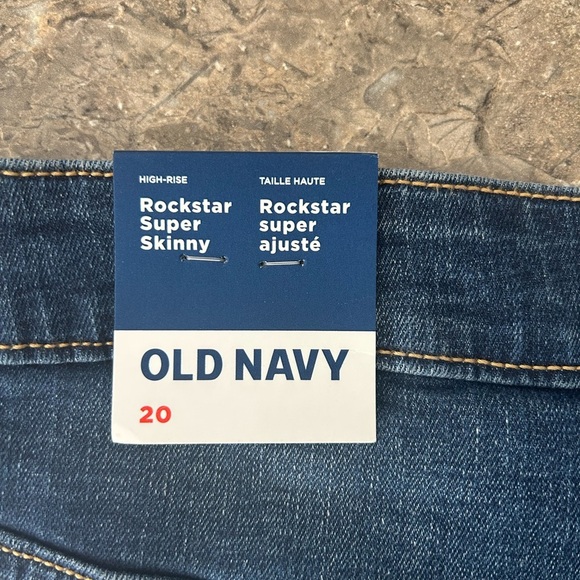 HIGH-RISE
Rockstar
Super
Skinny
TAILLE HAUTE
Rockstar
super
ajusté
OLD NAVY
20